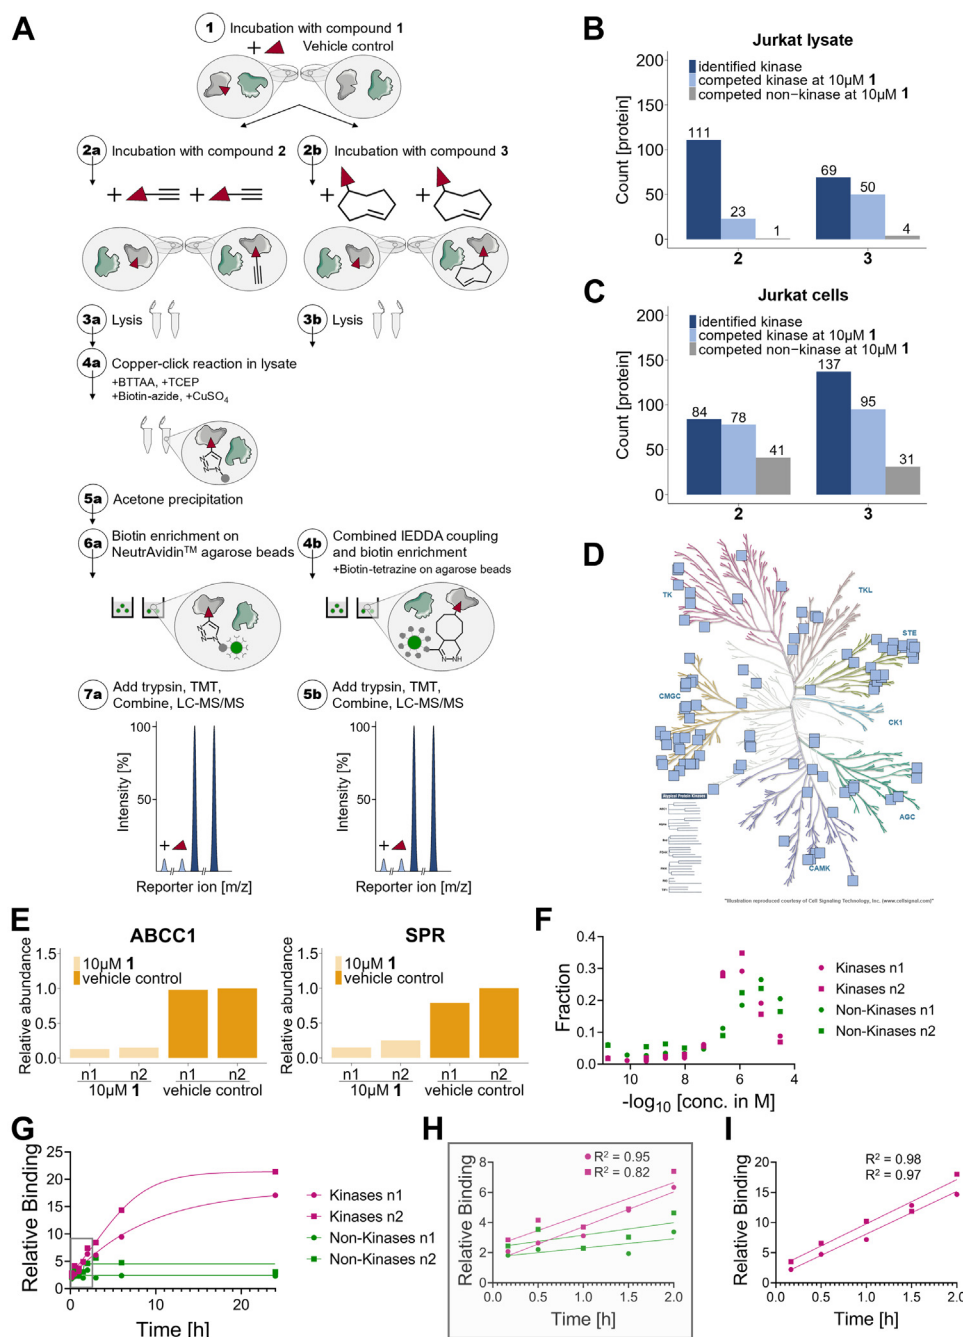 A
1 Incubation with compound 1
+ Vehicle control
2a Incubation with compound 2
2b Incubation with compound 3
+ +
+
3a Lysis
3b Lysis
4a Copper-click reaction in lysate
+BTTAA, +TCEP
+Biotin-azide, +CuSO4
5a Acetone precipitation
6a Biotin enrichment on
NeutrAvidin™ agarose beads
4b Combined IEDDA coupling
and biotin enrichment
+Biotin-tetrazine on agarose beads
7a Add trypsin, TMT,
Combine, LC-MS/MS
5b Add trypsin, TMT,
Combine, LC-MS/MS
Intensity [%]
100
50
+
Reporter ion [m/z]
Intensity [%]
100
50
+
Reporter ion [m/z]
B
Jurkat lysate
identified kinase
competed kinase at 10µM 1
competed non-kinase at 10µM 1
Count [protein]
200
150
100
50
0
111
23
1
69
50
4
2 3
C
Jurkat cells
identified kinase
competed kinase at 10µM 1
competed non-kinase at 10µM 1
Count [protein]
200
150
100
50
0
84
78
41
137
95
31
2 3
D
TK
TKL
STE
CMGC
CK1
AGC
CAMK
Atypical Protein Kinases
"Illustration reproduced courtesy of Cell Signaling Technology, Inc. (www.cellsignal.com)"
E
ABCC1
10µM 1
vehicle control
Relative abundance
1.5
1.0
0.5
0.0
n1 n2 n1 n2
10µM 1 vehicle control
SPR
10µM 1
vehicle control
Relative abundance
1.5
1.0
0.5
0.0
n1 n2 n1 n2
10µM 1 vehicle control
F
Fraction
0.4
0.3
0.2
0.1
0.0
10 8 6 4
-log10 [conc. in M]
Kinases n1
Kinases n2
Non-Kinases n1
Non-Kinases n2
G
Relative Binding
25
20
15
10
5
0
0 10 20
Time [h]
Kinases n1
Kinases n2
Non-Kinases n1
Non-Kinases n2
H
R2 = 0.95
R2 = 0.82
Relative Binding
8
6
4
2
0
0.0 0.5 1.0 1.5 2.0
Time [h]
I
R2 = 0.98
R2 = 0.97
Relative Binding
20
15
10
5
0
0.0 0.5 1.0 1.5 2.0
Time [h]